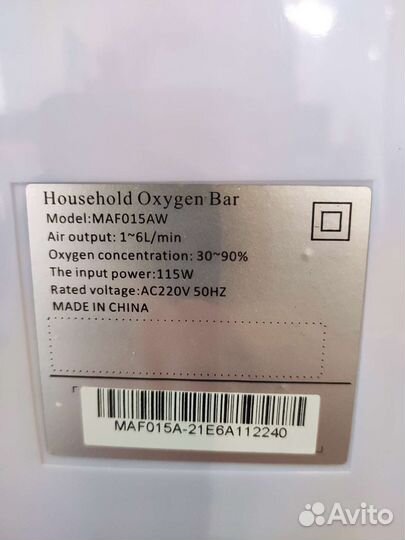 Household Oxygen Bar
Model:MAF015AW
Air output: 1~6L/min
Oxygen concentration: 30~90%
The input power:115W
Rated voltage:AC220V 50HZ
MADE IN CHINA
MAF015A-21E6A112240
Avito